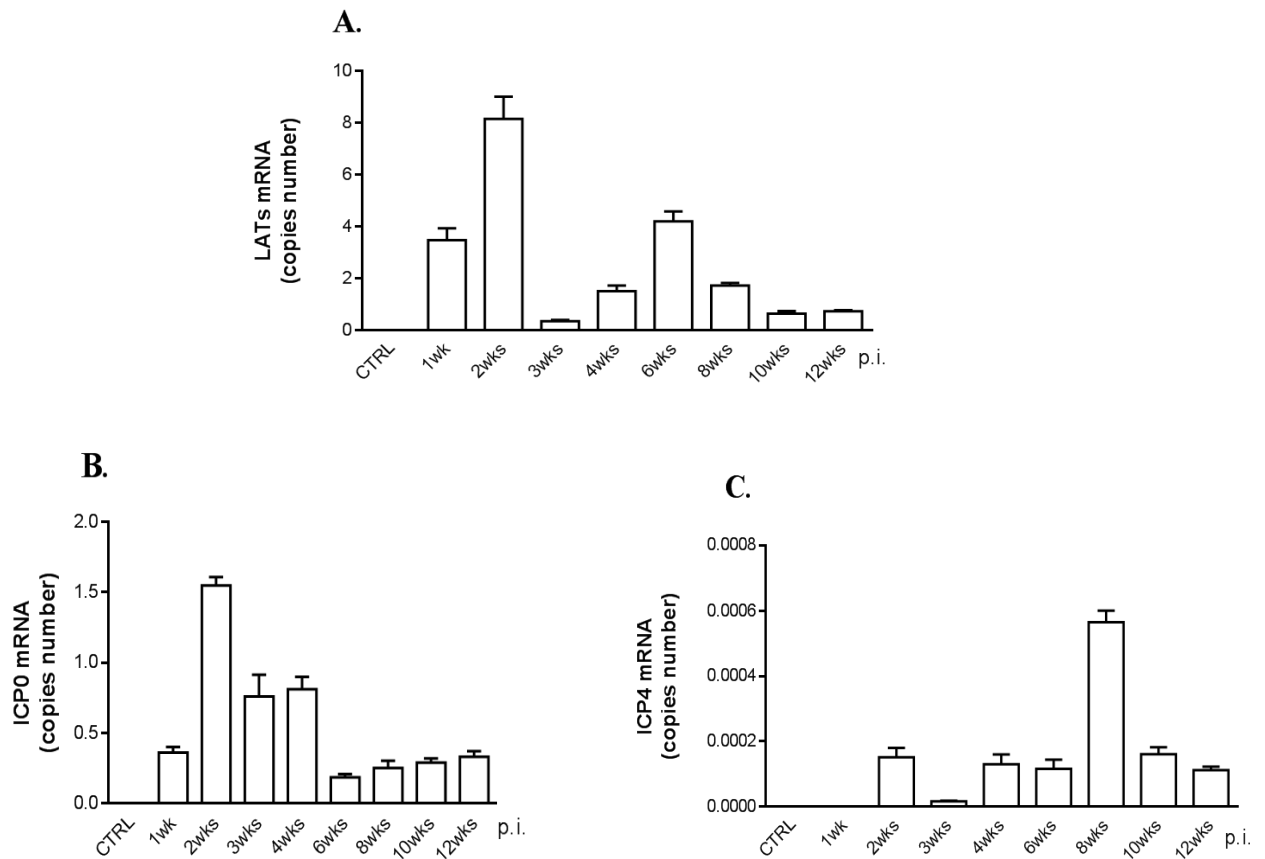 A.
LATs mRNA
(copies number)
10
8
6
4
2
0
CTRL
1wk
2wks
3wks
4wks
6wks
8wks
10wks
12wks
p.i.
B.
ICP0 mRNA
(copies number)
2.0
1.5
1.0
0.5
0.0
CTRL
1wk
2wks
3wks
4wks
6wks
8wks
10wks
12wks
p.i.
C.
ICP4 mRNA
(copies number)
0.0008
0.0006
0.0004
0.0002
0.0000
CTRL
1wk
2wks
3wks
4wks
6wks
8wks
10wks
12wks
p.i.